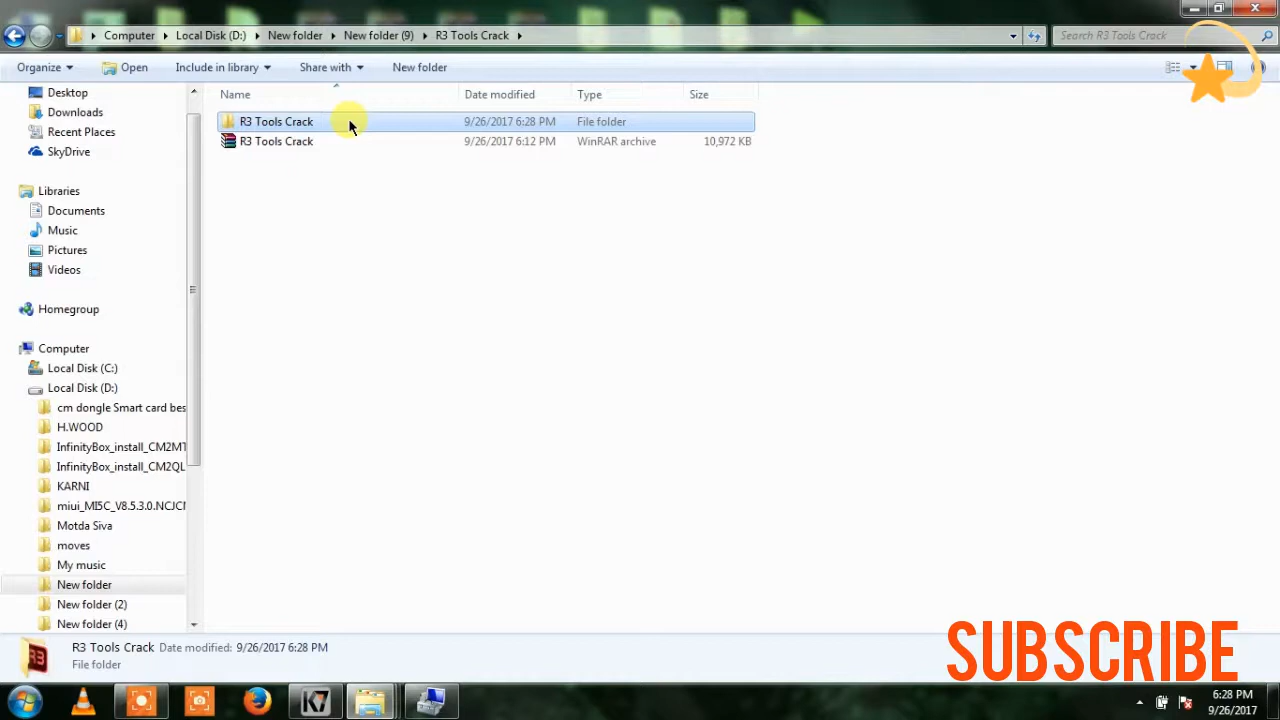 Computer Local Disk (D:) New folder New folder (9) R3 Tools Crack
Search R3 Tools Crack
Organize Open Include in library Share with New folder
Name Date modified Type Size
R3 Tools Crack 9/26/2017 6:28 PM File folder
R3 Tools Crack 9/26/2017 6:12 PM WinRAR archive 10,972 KB
Desktop
Downloads
Recent Places
SkyDrive
Libraries
Documents
Music
Pictures
Videos
Homegroup
Computer
Local Disk (C:)
Local Disk (D:)
cm dongle Smart card bes
H.WOOD
InfinityBox_install_CM2MT
InfinityBox_install_CM2QL
KARNI
miui_MI5C_V8.5.3.0.NCJCN
Motda Siva
moves
My music
New folder
New folder (2)
New folder (4)
R3
R3 Tools Crack Date modified: 9/26/2017 6:28 PM
File folder
SUBSCRIBE
K7
6:28 PM
9/26/2017